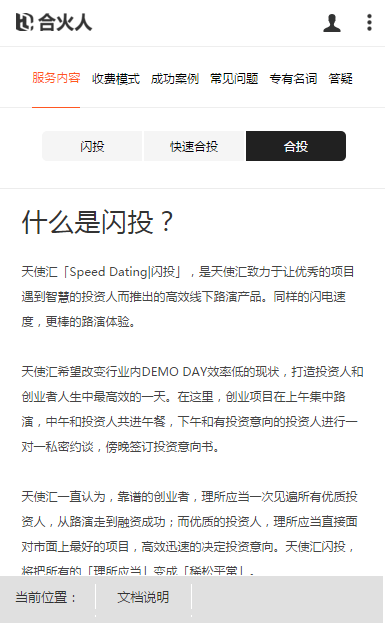 合火人
服务内容 收费模式 成功案例 常见问题 专有名词 答疑
闪投 快速合投 合投
什么是闪投？
天使汇「Speed Dating|闪投」，是天使汇致力于让优秀的项目
遇到智慧的投资人而推出的高效线下路演产品。同样的闪电速
度，更棒的路演体验。
天使汇希望改变行业内DEMO DAY效率低的现状，打造投资人和
创业者人生中最高效的一天。在这里，创业项目在上午集中路
演，中午和投资人共进午餐，下午和有投资意向的投资人进行一
对一私密约谈，傍晚签订投资意向书。
天使汇一直认为，靠谱的创业者，理所应当一次见遍所有优质投
资人，从路演走到融资成功；而优质的投资人，理所应当直接面
对市面上最好的项目，高效迅速的决定投资意向。天使汇闪投，
将把所有的「理所应当」变成「稀松平常」。
当前位置： 文档说明